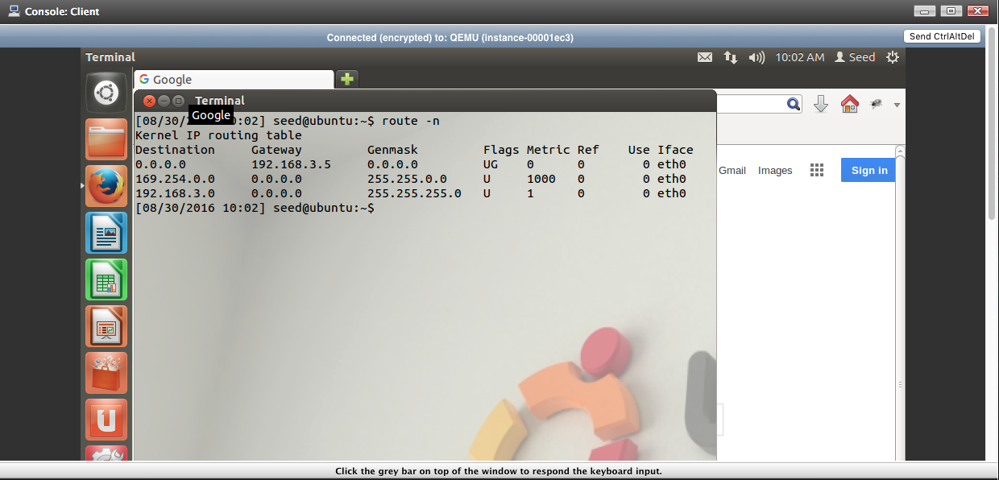 Console: Client
Connected (encrypted) to: QEMU (instance-00001ec3)
Send CtrlAltDel
Terminal
10:02 AM
Seed
Google
Terminal
Google
[08/30/2 0:02] seed@ubuntu:~$ route -n
Kernel IP routing table
Destination Gateway Genmask Flags Metric Ref Use Iface
0.0.0.0 192.168.3.5 0.0.0.0 UG 0 0 0 eth0
169.254.0.0 0.0.0.0 255.255.0.0 U 1000 0 0 eth0
192.168.3.0 0.0.0.0 255.255.255.0 U 1 0 0 eth0
[08/30/2016 10:02] seed@ubuntu:~$
Gmail Images
Sign in
Click the grey bar on top of the window to respond the keyboard input.